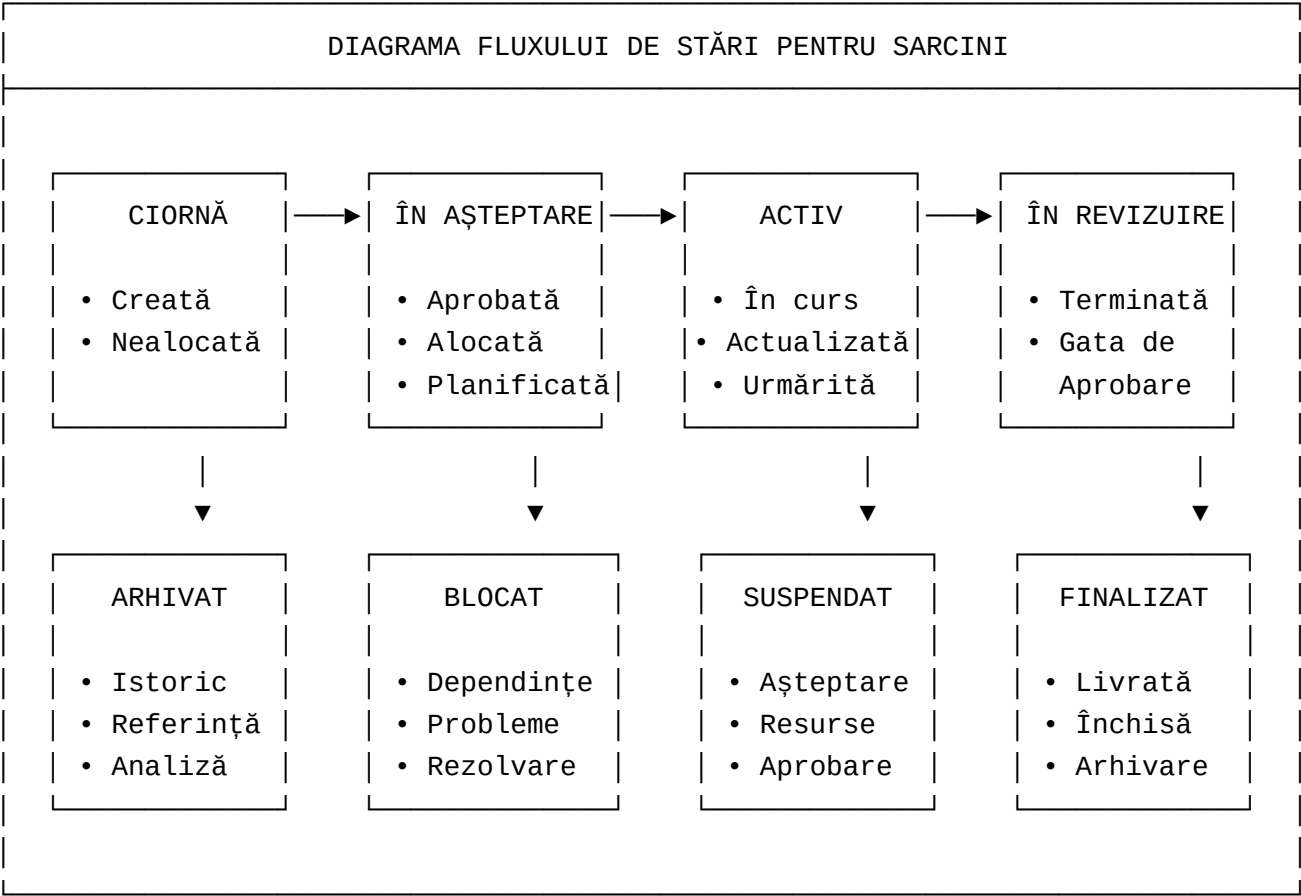 DIAGRAMA FLUXULUI DE STĂRI PENTRU SARCINI
CIORNĂ
• Creată
• Nealocată
ÎN AȘTEPTARE
• Aprobată
• Alocată
• Planificată
ACTIV
• În curs
• Actualizată
• Urmărită
ÎN REVIZUIRE
• Terminată
• Gata de
Aprobare
ARHIVAT
• Istoric
• Referință
• Analiză
BLOCAT
• Dependințe
• Probleme
• Rezolvare
SUSPENDAT
• Așteptare
• Resurse
• Aprobare
FINALIZAT
• Livrată
• Închisă
• Arhivare